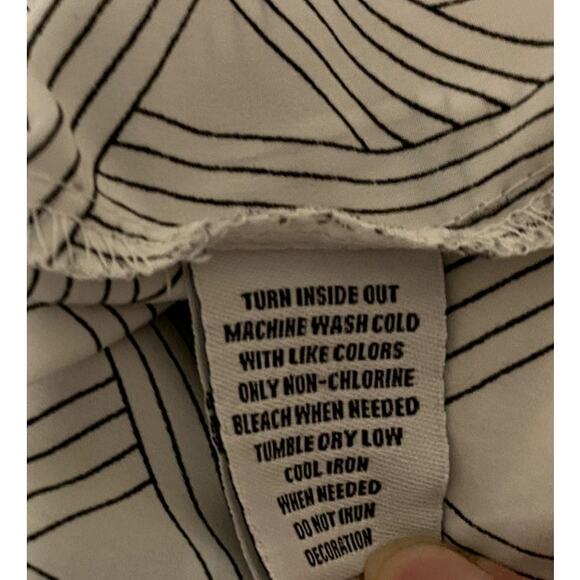 TURN INSIDE OUT
MACHINE WASH COLD
WITH LIKE COLORS
ONLY NON-CHLORINE
BLEACH WHEN NEEDED
TUMBLE DRY LOW
COOL IRON
WHEN NEEDED
DO NOT IRON
DECORATION